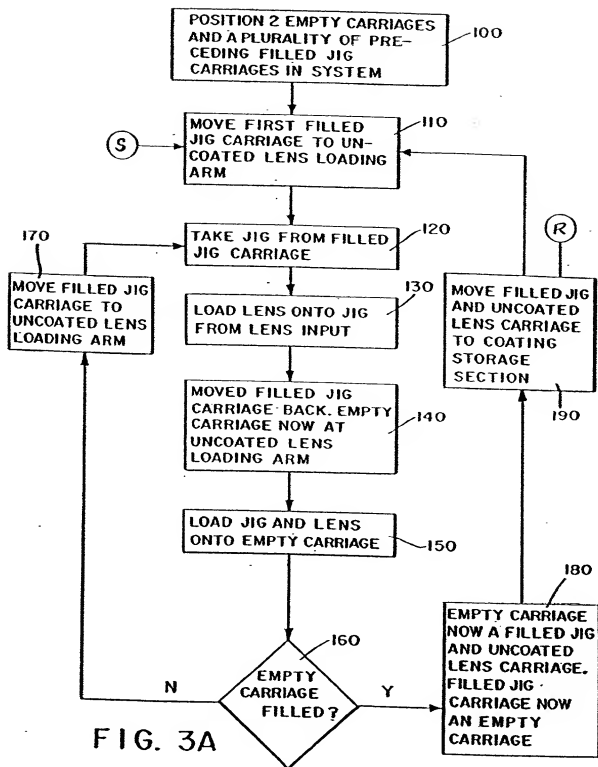 POSITION 2 EMPTY CARRIAGES
AND A PLURALITY OF PRE-
CEDING FILLED JIG
CARRIAGES IN SYSTEM
100
MOVE FIRST FILLED
JIG CARRIAGE TO UN-
COATED LENS LOADING
ARM
110
S
TAKE JIG FROM FILLED
JIG CARRIAGE
120
170
MOVE FILLED JIG
CARRIAGE TO
UNCOATED LENS
LOADING ARM
R
LOAD LENS ONTO JIG
FROM LENS INPUT
130
MOVE FILLED JIG
AND UNCOATED
LENS CARRIAGE
TO COATING
STORAGE
SECTION
190
MOVED FILLED JIG
CARRIAGE BACK. EMPTY
CARRIAGE NOW AT
UNCOATED LENS
LOADING ARM
140
LOAD JIG AND LENS
ONTO EMPTY CARRIAGE
150
160
EMPTY
CARRIAGE
FILLED?
N
Y
180
EMPTY CARRIAGE
NOW A FILLED JIG
AND UNCOATED
LENS CARRIAGE.
FILLED JIG
CARRIAGE NOW
AN EMPTY
CARRIAGE
FIG. 3A